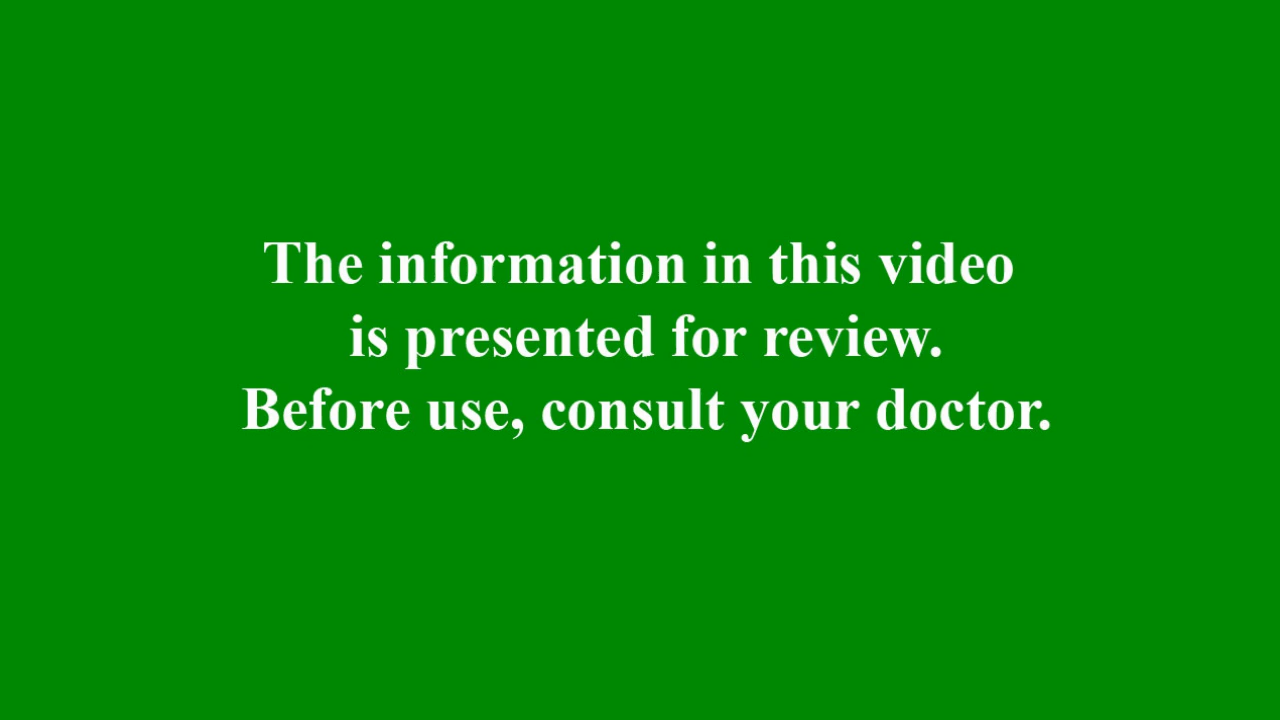 The information in this video
is presented for review.
Before use, consult your doctor.